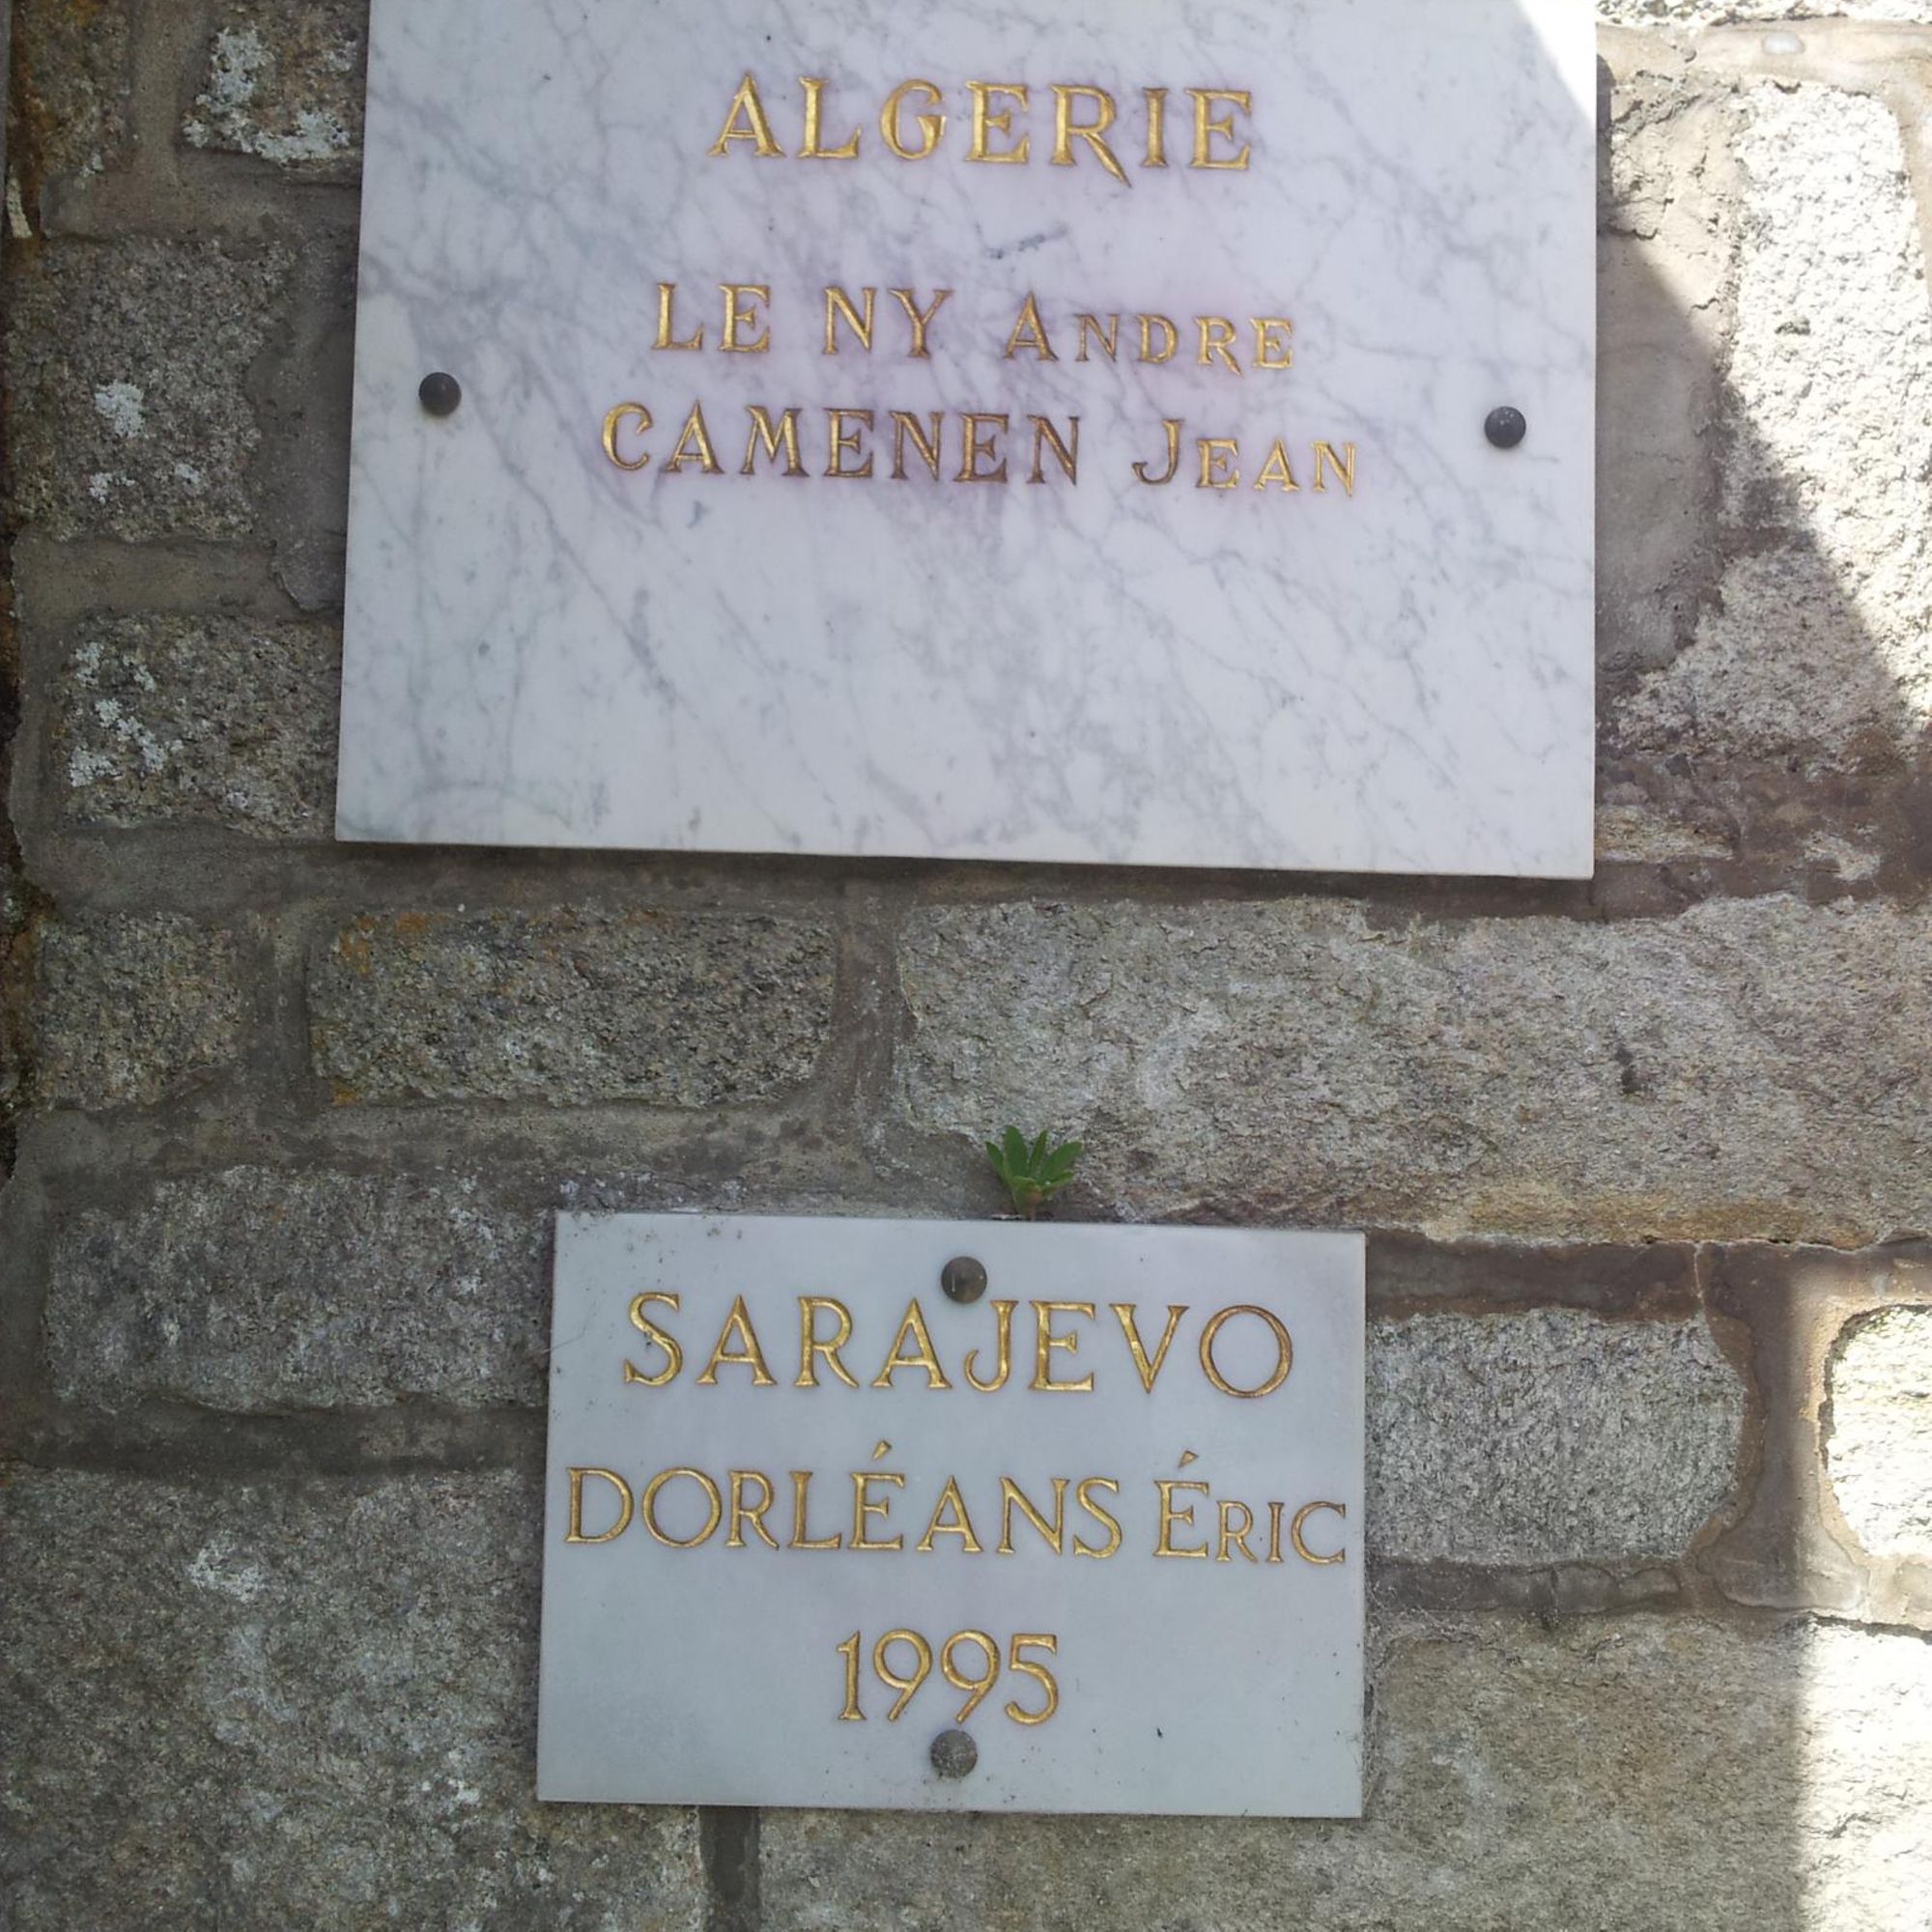 ALGERIE
LE NY ANDRE
CAMENEN JEAN
SARAJEVO
DORLÉANS ÉRIC
1995